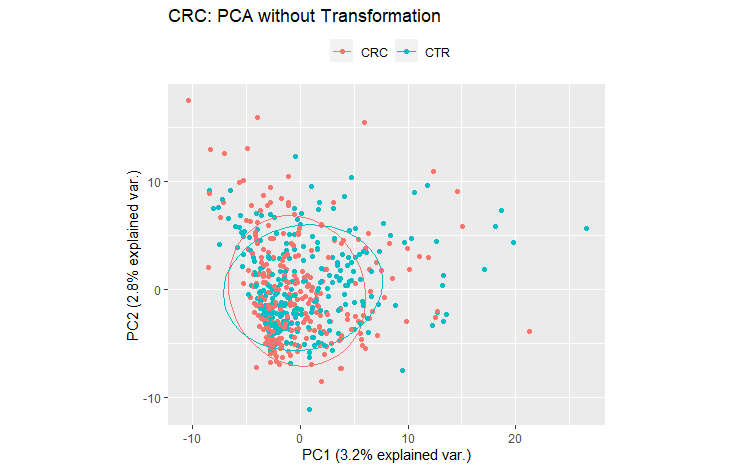 CRC: PCA without Transformation
CRC CTR
PC2 (2.8% explained var.)
10
0
-10
-10 0 10 20
PC1 (3.2% explained var.)